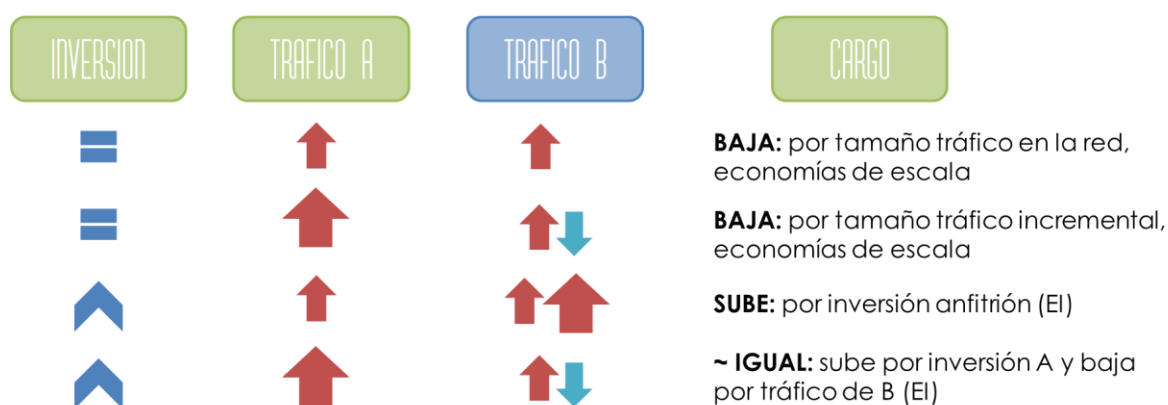 INVERSION
TRAFICO A
TRAFICO B
CARGO
BAJA: por tamaño tráfico en la red,
economías de escala
BAJA: por tamaño tráfico incremental,
economías de escala
SUBE: por inversión anfitrión (EI)
~ IGUAL: sube por inversión A y baja
por tráfico de B (EI)